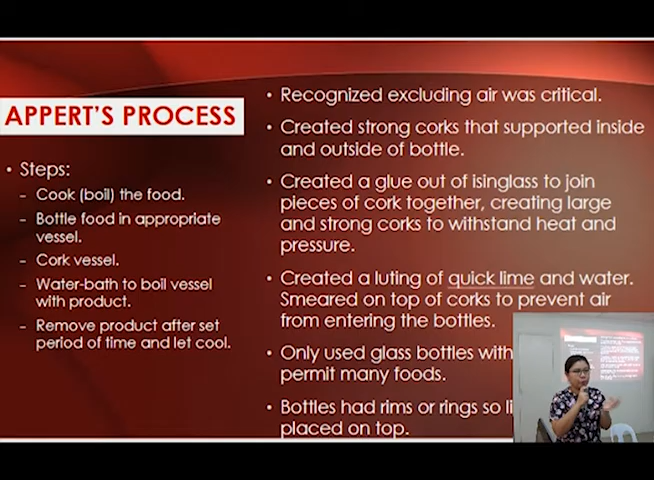 APPERT'S PROCESS
• Steps:
– Cook (boil) the food.
– Bottle food in appropriate
vessel.
– Cork vessel.
– Water-bath to boil vessel
with product.
– Remove product after set
period of time and let cool.
• Recognized excluding air was critical.
• Created strong corks that supported inside
and outside of bottle.
• Created a glue out of isinglass to join
pieces of cork together, creating large
and strong corks to withstand heat and
pressure.
• Created a luting of quick lime and water.
Smeared on top of corks to prevent air
from entering the bottles.
• Only used glass bottles with
permit many foods.
• Bottles had rims or rings so
placed on top.